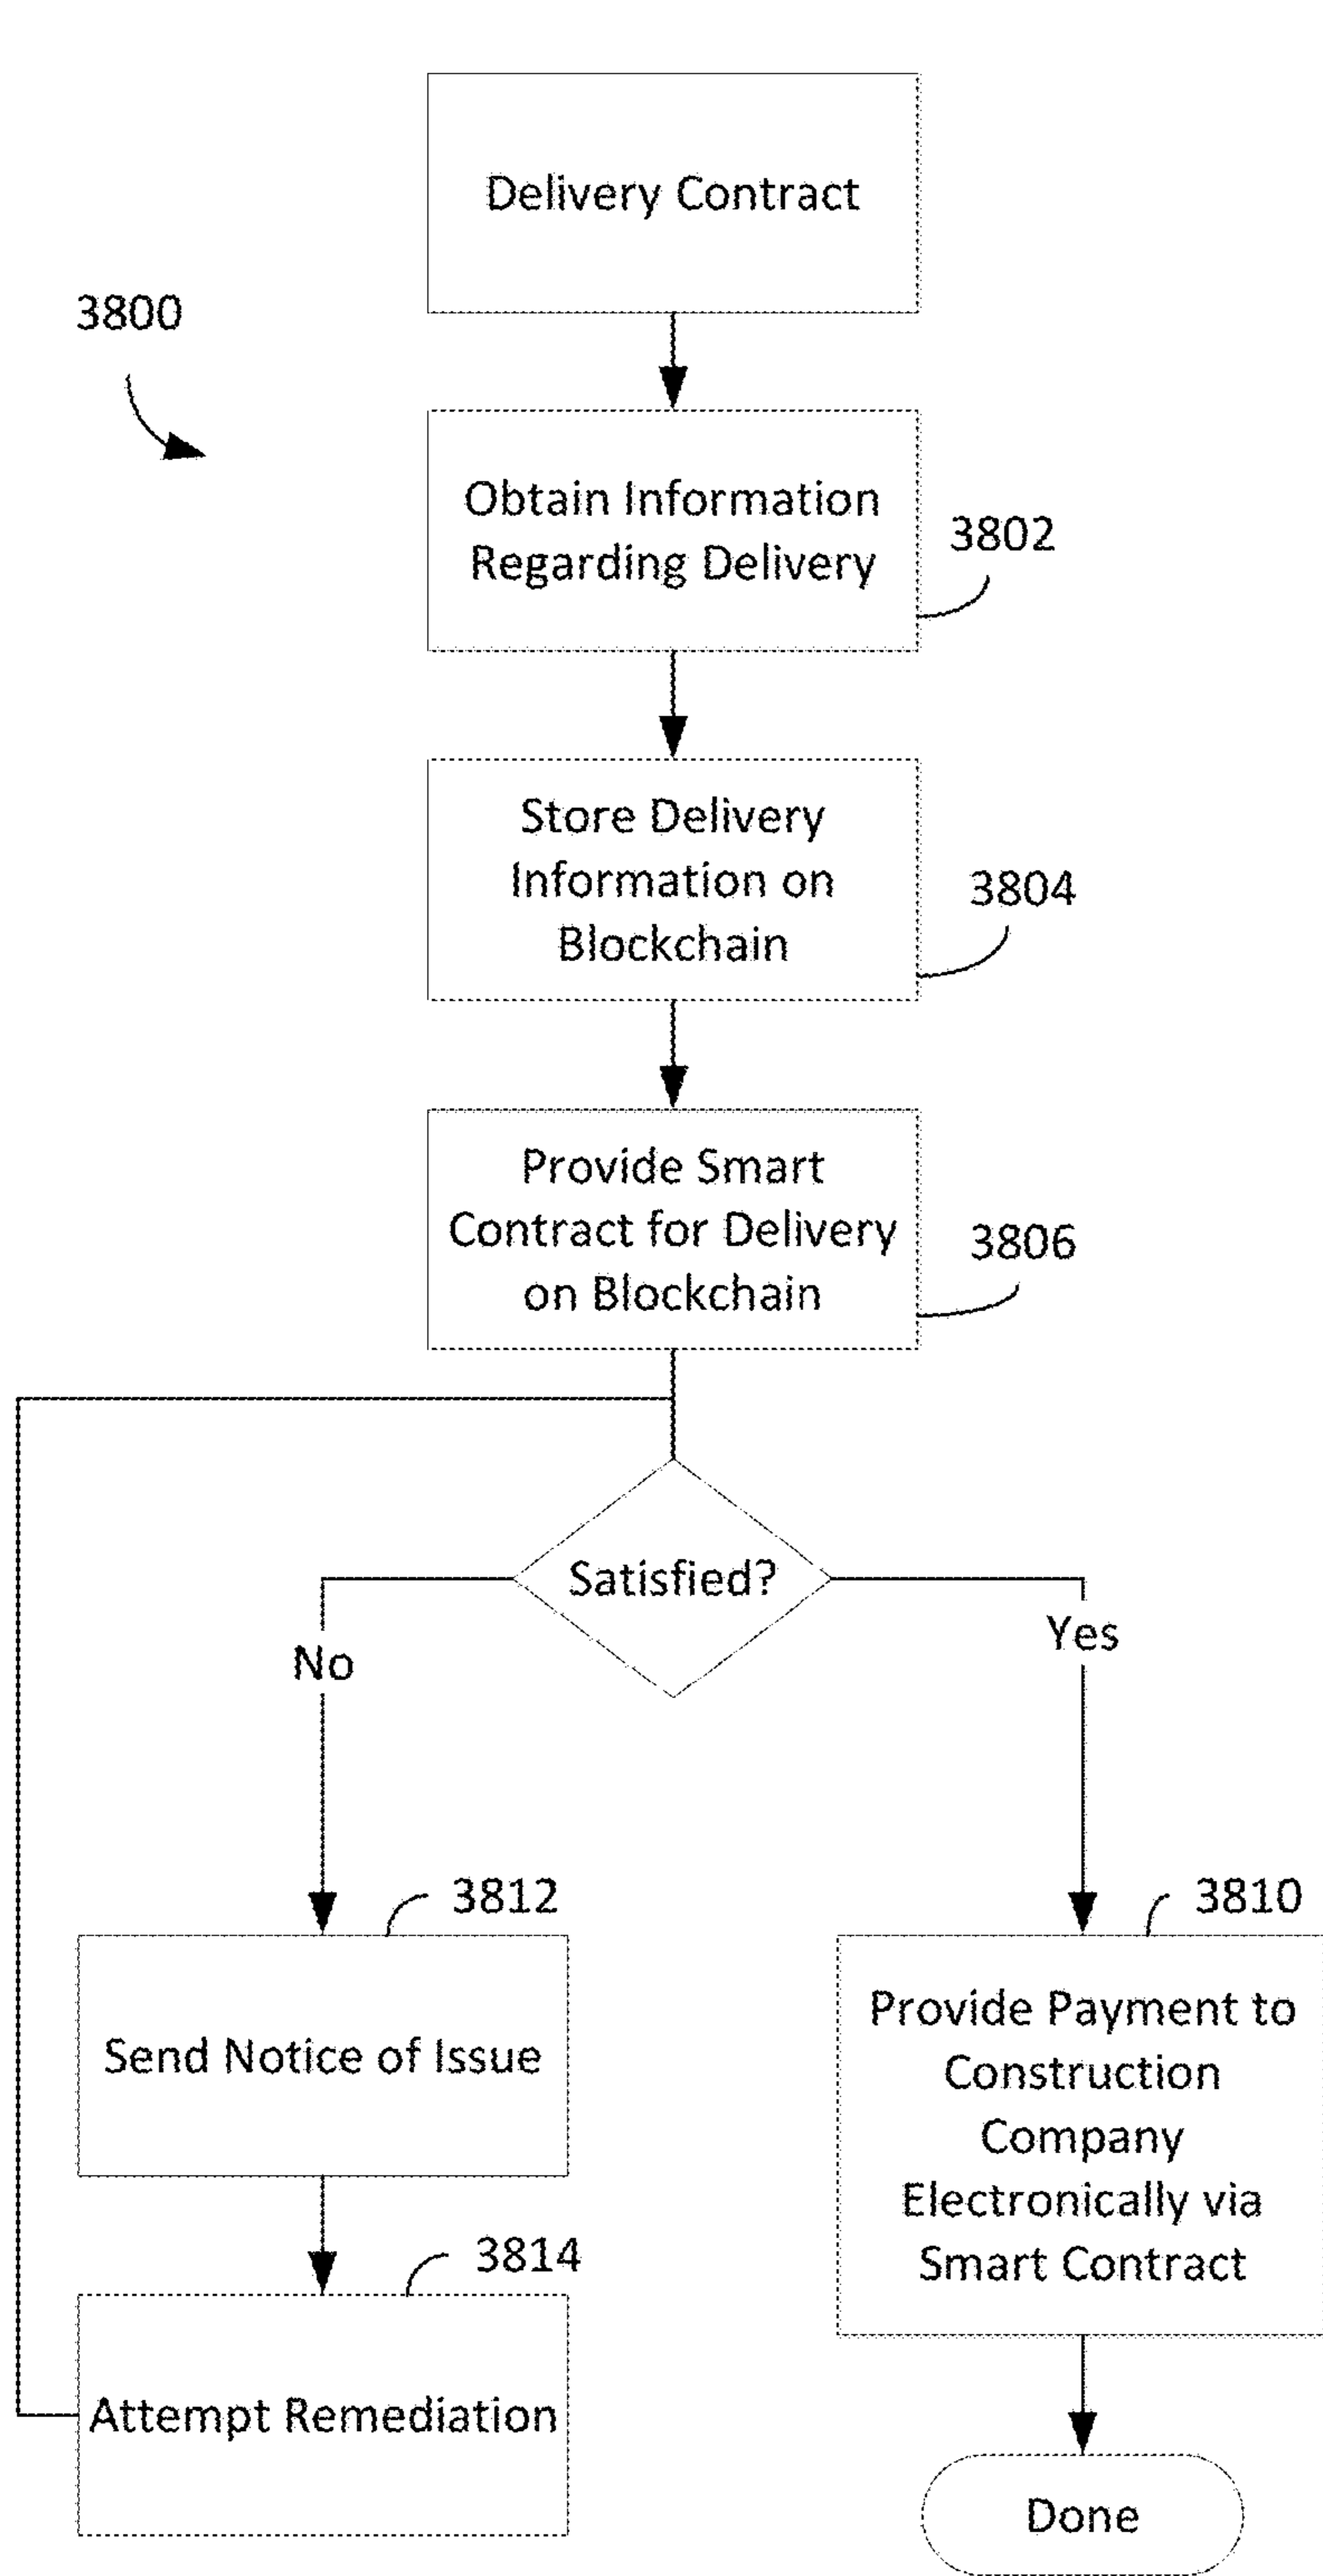 Delivery Contract
3800
Obtain Information
Regarding Delivery
3802
Store Delivery
Information on
Blockchain
3804
Provide Smart
Contract for Delivery
on Blockchain
3806
Satisfied?
No
Yes
3812
Send Notice of Issue
3810
Provide Payment to
Construction
Company
Electronically via
Smart Contract
3814
Attempt Remediation
Done